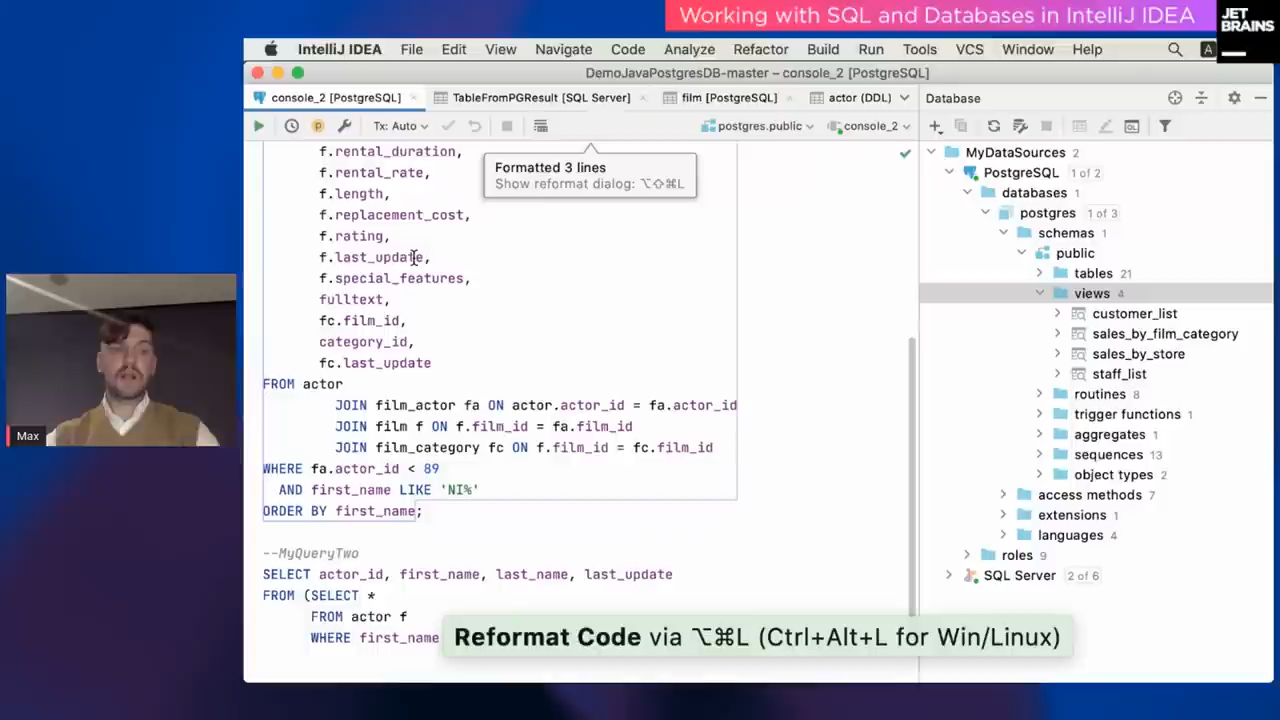 Working with SQL and Databases in IntelliJ IDEA
JET
BRAINS
IntelliJ IDEA File Edit View Navigate Code Analyze Refactor Build Run Tools VCS Window Help A
DemoJavaPostgresDB-master – console_2 [PostgreSQL]
console_2 [PostgreSQL] TableFromPGResult [SQL Server] film [PostgreSQL] actor (DDL) Database
Tx: Auto postgres.public console_2
f.rental_duration,
f.rental_rate,
f.length,
f.replacement_cost,
f.rating,
f.last_update,
f.special_features,
fulltext,
fc.film_id,
category_id,
fc.last_update
FROM actor
JOIN film_actor fa ON actor.actor_id = fa.actor_id
JOIN film f ON f.film_id = fa.film_id
JOIN film_category fc ON f.film_id = fc.film_id
WHERE fa.actor_id < 89
AND first_name LIKE 'NI%'
ORDER BY first_name;
--MyQueryTwo
SELECT actor_id, first_name, last_name, last_update
FROM (SELECT *
FROM actor f
WHERE first_name
Formatted 3 lines
Show reformat dialog: ⌥⇧⌘L
MyDataSources 2
PostgreSQL 1 of 2
databases 1
postgres 1 of 3
schemas 1
public
tables 21
views 4
customer_list
sales_by_film_category
sales_by_store
staff_list
routines 8
trigger functions 1
aggregates 1
sequences 13
object types 2
access methods 7
extensions 1
languages 4
roles 9
SQL Server 2 of 6
Max
Reformat Code via ⌥⌘L (Ctrl+Alt+L for Win/Linux)